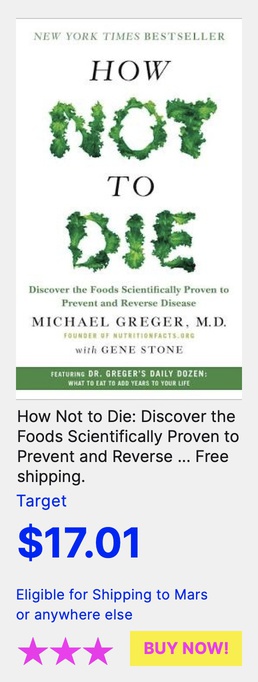 NEW YORK TIMES BESTSELLER
HOW
NOT
TO
DIE
Discover the Foods Scientifically Proven to
Prevent and Reverse Disease
MICHAEL GREGER, M.D.
FOUNDER OF NUTRITIONFACTS.ORG
with GENE STONE
FEATURING DR. GREGER'S DAILY DOZEN:
WHAT TO EAT TO ADD YEARS TO YOUR LIFE
How Not to Die: Discover the
Foods Scientifically Proven to
Prevent and Reverse ... Free
shipping.
Target
$17.01
Eligible for Shipping to Mars
or anywhere else
BUY NOW!